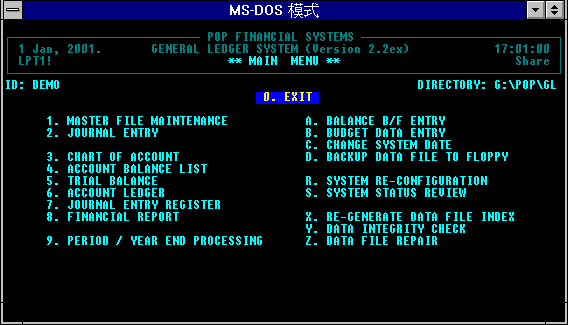 MS-DOS 模式
POP FINANCIAL SYSTEMS
1 Jan, 2001. GENERAL LEDGER SYSTEM (Version 2.2ex) 17:01:00
LPT1! ** MAIN MENU ** Share
ID: DEMO DIRECTORY: G:\POP\GL
0. EXIT
1. MASTER FILE MAINTENANCE A. BALANCE B/F ENTRY
2. JOURNAL ENTRY B. BUDGET DATA ENTRY
C. CHANGE SYSTEM DATE
3. CHART OF ACCOUNT D. BACKUP DATA FILE TO FLOPPY
4. ACCOUNT BALANCE LIST
5. TRIAL BALANCE R. SYSTEM RE-CONFIGURATION
6. ACCOUNT LEDGER S. SYSTEM STATUS REVIEW
7. JOURNAL ENTRY REGISTER
8. FINANCIAL REPORT X. RE-GENERATE DATA FILE INDEX
Y. DATA INTEGRITY CHECK
9. PERIOD / YEAR END PROCESSING Z. DATA FILE REPAIR